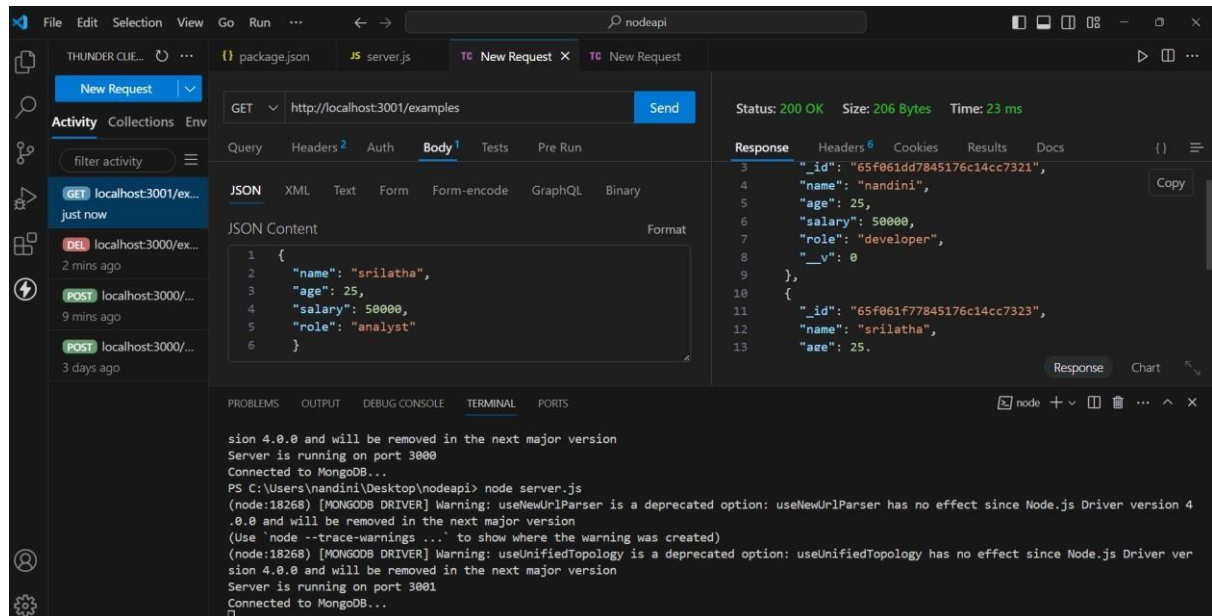 File Edit Selection View Go Run ··· ← → nodeapi
THUNDER CLIE... ···
{} package.json JS server.js TC New Request × TC New Request
New Request
Activity Collections Env
filter activity
GET localhost:3001/ex...
just now
DEL localhost:3000/ex...
2 mins ago
POST localhost:3000/...
9 mins ago
POST localhost:3000/...
3 days ago
GET http://localhost:3001/examples Send
Query Headers 2 Auth Body 1 Tests Pre Run
JSON XML Text Form Form-encode GraphQL Binary
JSON Content Format
1 {
2 "name": "srilatha",
3 "age": 25,
4 "salary": 50000,
5 "role": "analyst"
6 }
Status: 200 OK Size: 206 Bytes Time: 23 ms
Response Headers 6 Cookies Results Docs {}
3 "_id": "65f061dd7845176c14cc7321",
4 "name": "nandini",
5 "age": 25,
6 "salary": 50000,
7 "role": "developer",
8 "__v": 0
9 },
10 {
11 "_id": "65f061f77845176c14cc7323",
12 "name": "srilatha",
13 "age": 25,
Copy
Response Chart
PROBLEMS OUTPUT DEBUG CONSOLE TERMINAL PORTS node
sion 4.0.0 and will be removed in the next major version
Server is running on port 3000
Connected to MongoDB...
PS C:\Users\nandini\Desktop\nodeapi> node server.js
(node:18268) [MONGODB DRIVER] Warning: useNewUrlParser is a deprecated option: useNewUrlParser has no effect since Node.js Driver version 4
.0.0 and will be removed in the next major version
(Use `node --trace-warnings ...` to show where the warning was created)
(node:18268) [MONGODB DRIVER] Warning: useUnifiedTopology is a deprecated option: useUnifiedTopology has no effect since Node.js Driver ver
sion 4.0.0 and will be removed in the next major version
Server is running on port 3001
Connected to MongoDB...